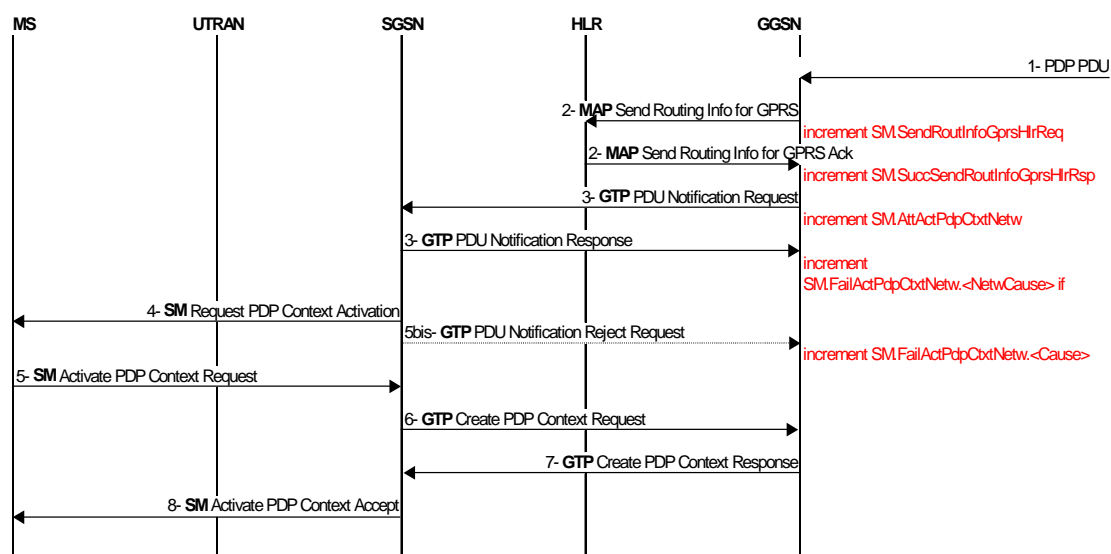 MS UTRAN SGSN HLR GGSN
1- PDP PDU
2- MAP Send Routing Info for GPRS
increment SM.SendRoutInfoGprsHlrReq
2- MAP Send Routing Info for GPRS Ack
increment SM.SuccSendRoutInfoGprsHlrRsp
3- GTP PDU Notification Request
increment SM.AttActPdpCtxtNetw
3- GTP PDU Notification Response
increment
SM.FailActPdpCtxtNetw.<NetwCause> if
4- SM Request PDP Context Activation
5bis- GTP PDU Notification Reject Request
increment SM.FailActPdpCtxtNetw.<Cause>
5- SM Activate PDP Context Request
6- GTP Create PDP Context Request
7- GTP Create PDP Context Response
8- SM Activate PDP Context Accept